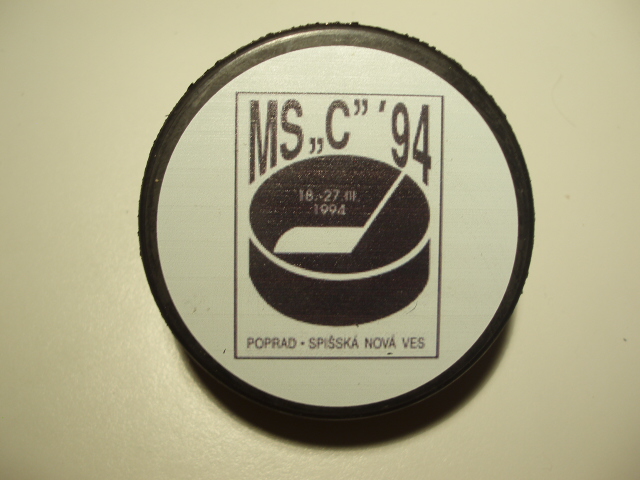 MS „C” '94
18.-27.III.
1994
POPRAD • SPIŠSKÁ NOVÁ VES